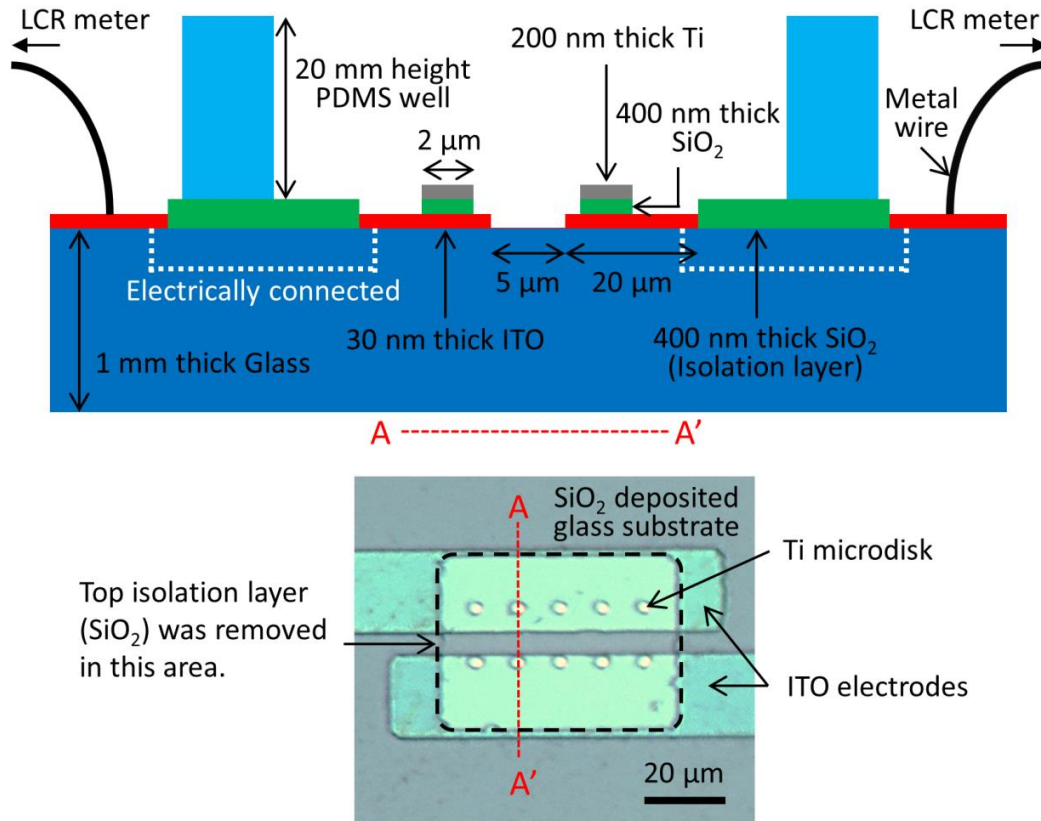 LCR meter
LCR meter
200 nm thick Ti
20 mm height
PDMS well
400 nm thick
SiO₂
Metal
wire
2 μm
Electrically connected
5 μm
20 μm
30 nm thick ITO
400 nm thick SiO₂
(Isolation layer)
1 mm thick Glass
A
A'
A
SiO₂ deposited
glass substrate
Ti microdisk
Top isolation layer
(SiO₂) was removed
in this area.
ITO electrodes
A'
20 μm